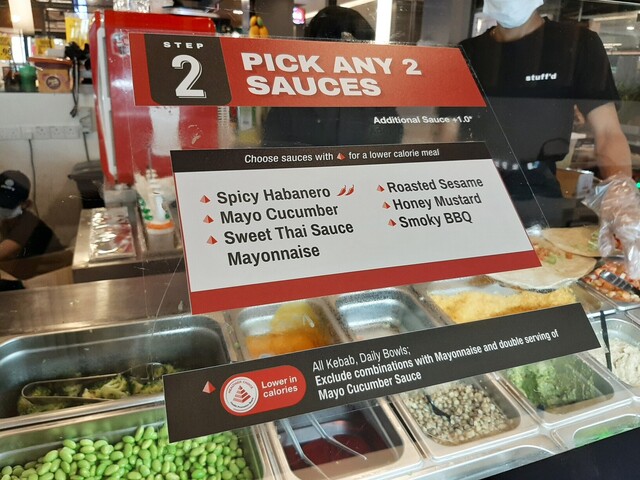 STEP
2
PICK ANY 2
SAUCES
Additional Sauce +1.0*
Choose sauces with for a lower calorie meal
Spicy Habanero
Mayo Cucumber
Sweet Thai Sauce
Mayonnaise
Roasted Sesame
Honey Mustard
Smoky BBQ
stuff'd
Lower in
calories
All Kebab, Daily Bowls;
Exclude combinations with Mayonnaise and double serving of
Mayo Cucumber Sauce